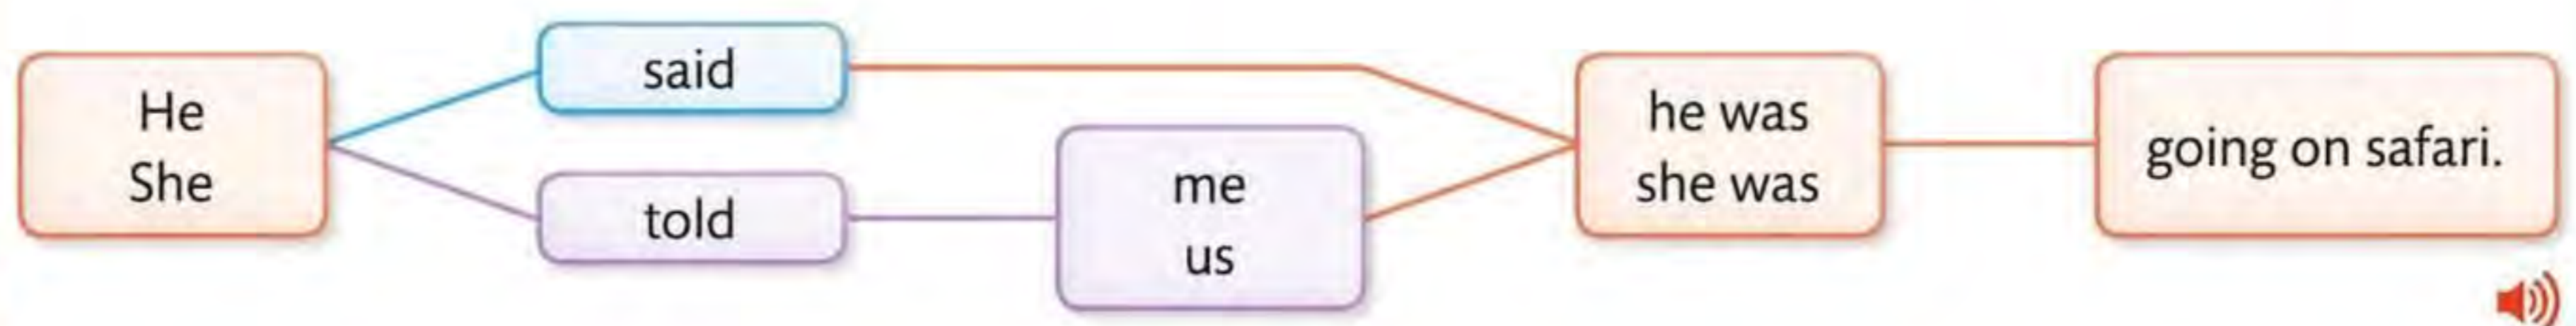 He
She
said
told
me
us
he was
she was
going on safari.